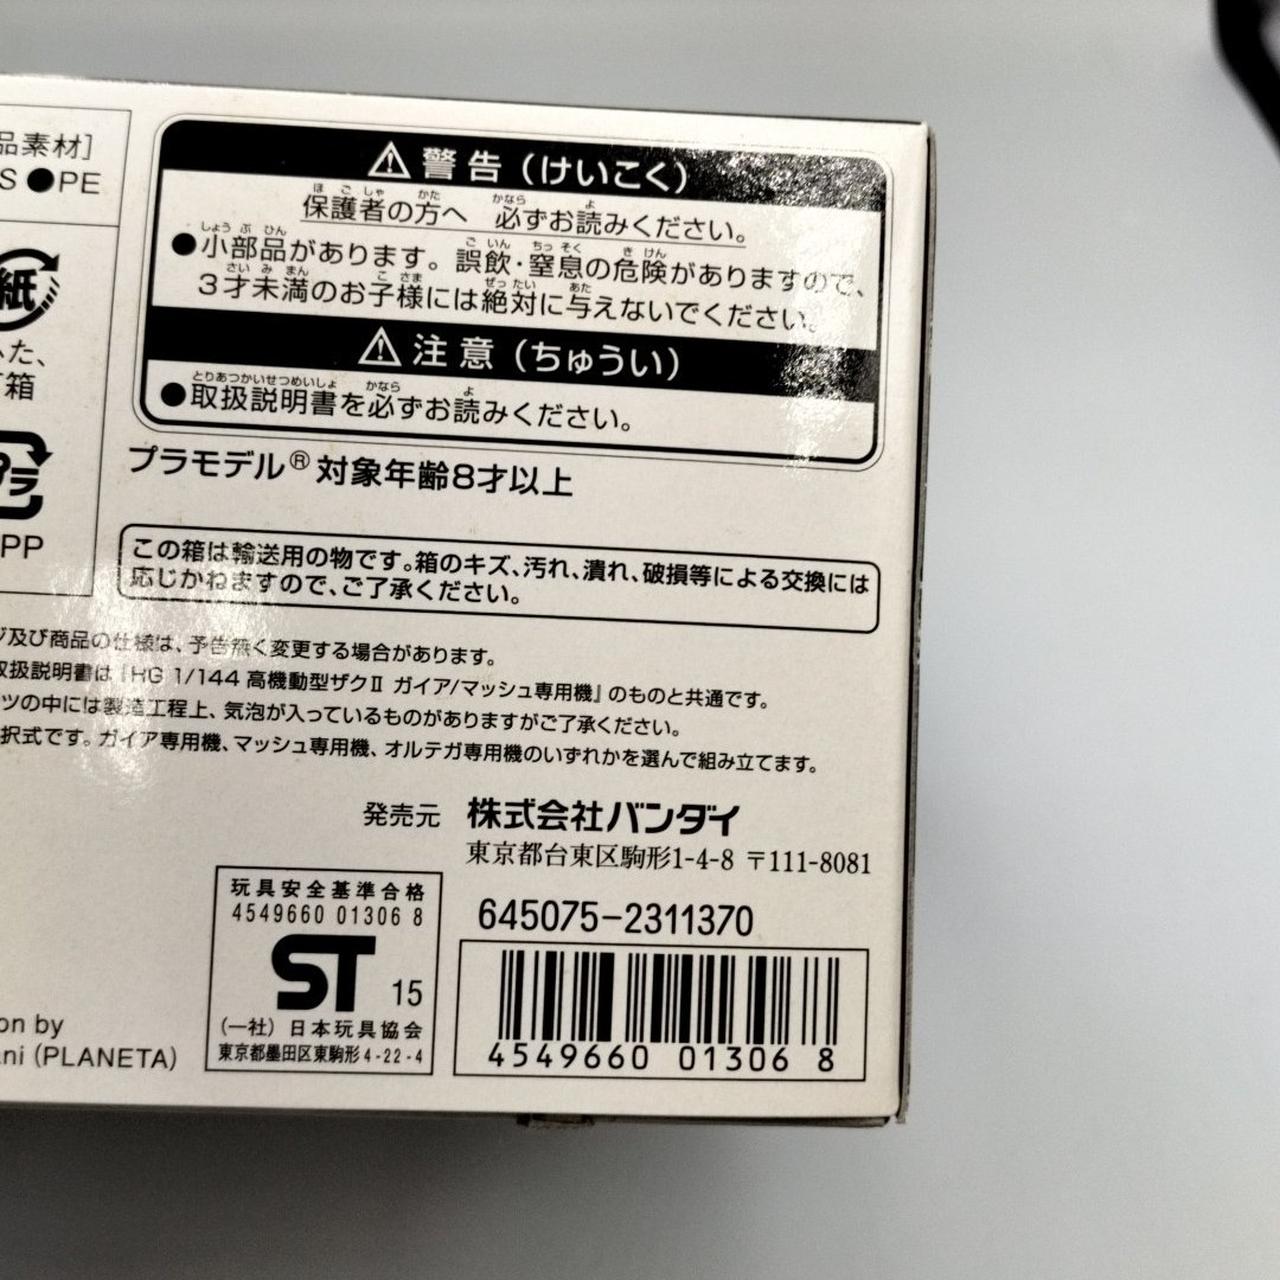 品素材]
S ●PE
紙
た、
箱
プラ
PP
⚠ 警告（けいこく）
保護者の方へ 必ずお読みください。
●小部品があります。誤飲・窒息の危険がありますので、
3才未満のお子様には絶対に与えないでください。
⚠ 注意（ちゅうい）
●取扱説明書を必ずお読みください。
プラモデル® 対象年齢8才以上
この箱は輸送用の物です。箱のキズ、汚れ、潰れ、破損等による交換には
応じかねますので、ご了承ください。
及び商品の仕様は、予告無く変更する場合があります。
取扱説明書は『HG 1/144 高機動型ザクⅡ ガイア/マッシュ専用機』のものと共通です。
ツの中には製造工程上、気泡が入っているものがありますがご了承ください。
択式です。ガイア専用機、マッシュ専用機、オルテガ専用機のいずれかを選んで組み立てます。
発売元 株式会社バンダイ
東京都台東区駒形1-4-8 〒111-8081
玩具安全基準合格
4549660 01306 8
ST 15
（一社）日本玩具協会
東京都墨田区東駒形4-22-4
645075-2311370
4549660 01306 8
on by
ni (PLANETA)